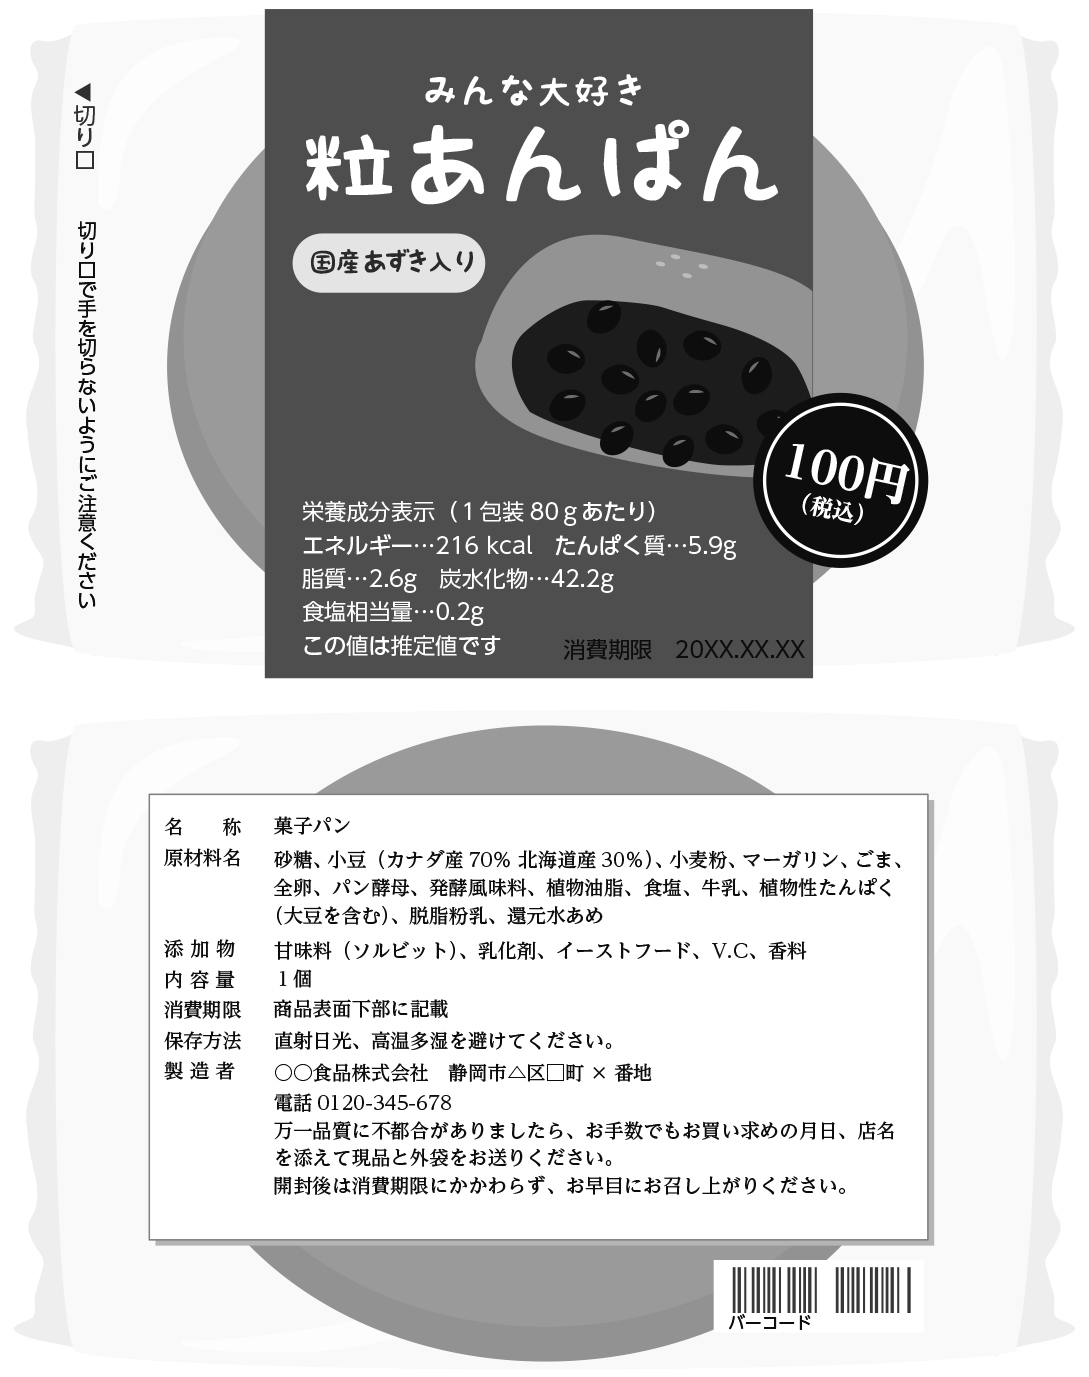 ◀切り口　切り口で手を切らないようにご注意ください
みんな大好き
粒あんぱん
国産あずき入り
100円
（税込）
栄養成分表示（１包装 80ｇあたり）
エネルギー…216 kcal　たんぱく質…5.9g
脂質…2.6g　炭水化物…42.2g
食塩相当量…0.2g
この値は推定値です
消費期限　20XX.XX.XX
名　称　菓子パン
原材料名　砂糖、小豆（カナダ産 70％ 北海道産 30％）、小麦粉、マーガリン、ごま、
全卵、パン酵母、発酵風味料、植物油脂、食塩、牛乳、植物性たんぱく
（大豆を含む）、脱脂粉乳、還元水あめ
添加物　甘味料（ソルビット）、乳化剤、イーストフード、V.C、香料
内容量　１個
消費期限　商品表面下部に記載
保存方法　直射日光、高温多湿を避けてください。
製造者　〇〇食品株式会社　静岡市△区□町 × 番地
電話 0120-345-678
万一品質に不都合がありましたら、お手数でもお買い求めの月日、店名
を添えて現品と外袋をお送りください。
開封後は消費期限にかかわらず、お早目にお召し上がりください。
バーコード